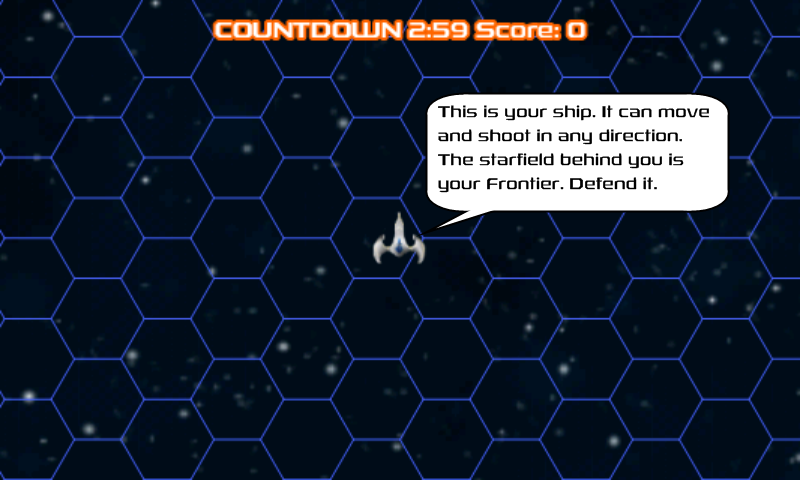 COUNTDOWN 2:59 Score: 0
This is your ship. It can move
and shoot in any direction.
The starfield behind you is
your Frontier. Defend it.